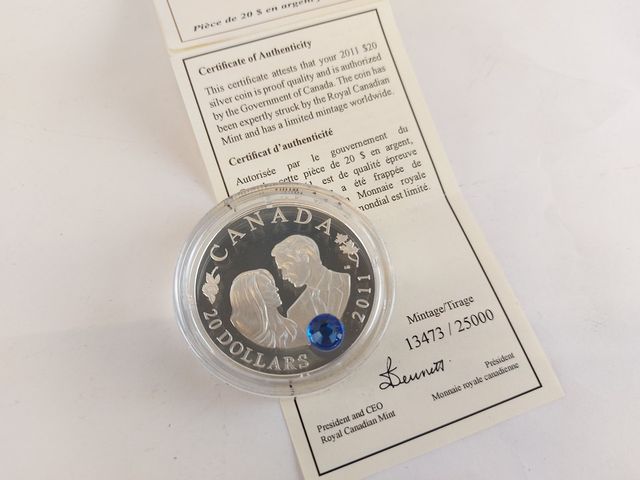 Pièce de 20 $ en argent
Certificate of Authenticity
This certificate attests that your 2011 $20
silver coin is proof quality and is authorized
by the Government of Canada. The coin has
been expertly struck by the Royal Canadian
Mint and has a limited mintage worldwide.
Certificat d'authenticité
Autorisée par le gouvernement du
cette pièce de 20 $ en argent,
est de qualité épreuve
a été frappée de
Monnaie royale
mondial est limité.
Mintage/Tirage
13473 / 25000
President and CEO
Royal Canadian Mint
Président
Monnaie royale canadienne
CANADA
2011
20 DOLLARS